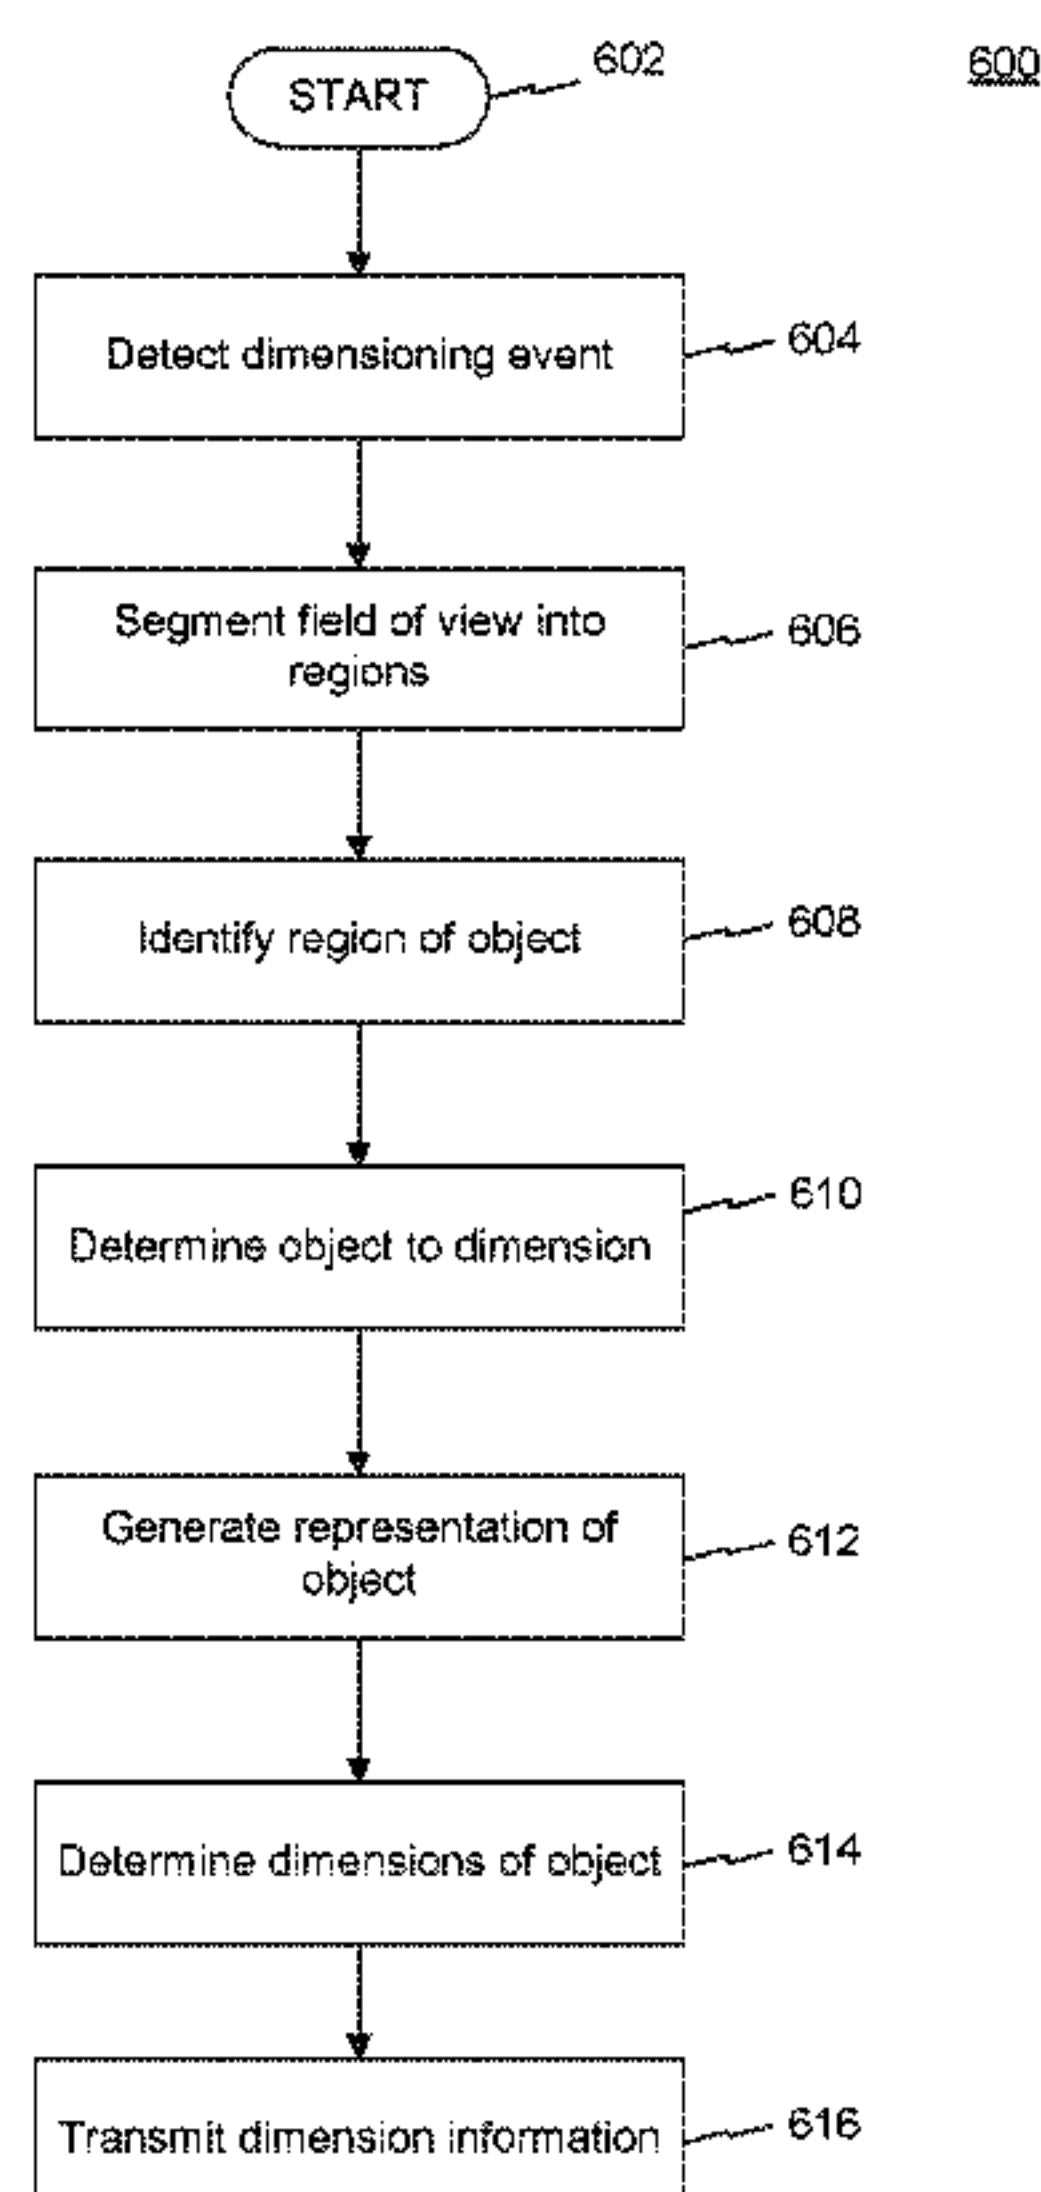 START
602
600
Detect dimensioning event
604
Segment field of view into
regions
606
Identify region of object
608
Determine object to dimension
610
Generate representation of
object
612
Determine dimensions of object
614
Transmit dimension information
616